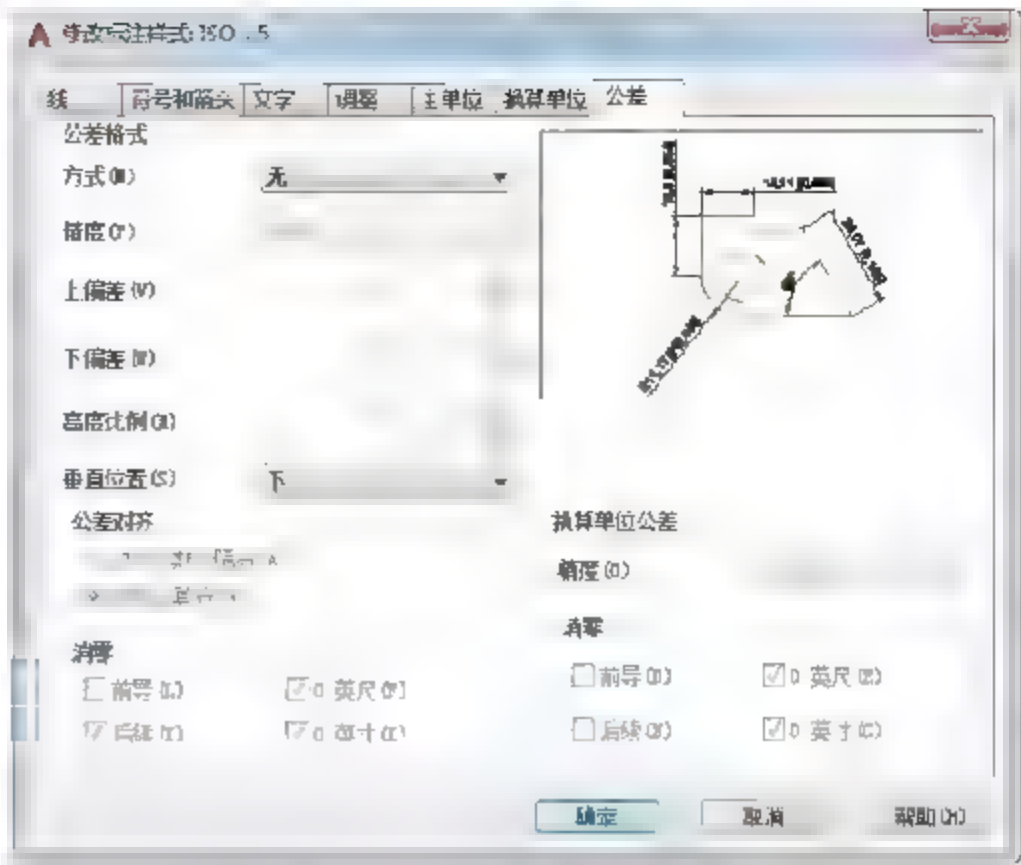 修改标注样式: ISO
线 符号和箭头 文字 调整 主单位 换算单位 公差
公差格式
方式(M)
无
精度(P)
上偏差(V)
下偏差(W)
高度比例(H)
垂直位置(S)
下
公差对齐
换算单位公差
精度(O)
消零
消零
前导(L)
0 英尺(F)
后续(T)
0 英寸(I)
前导(D)
0 英尺(E)
后续(N)
0 英寸(C)
确定
取消
帮助(H)